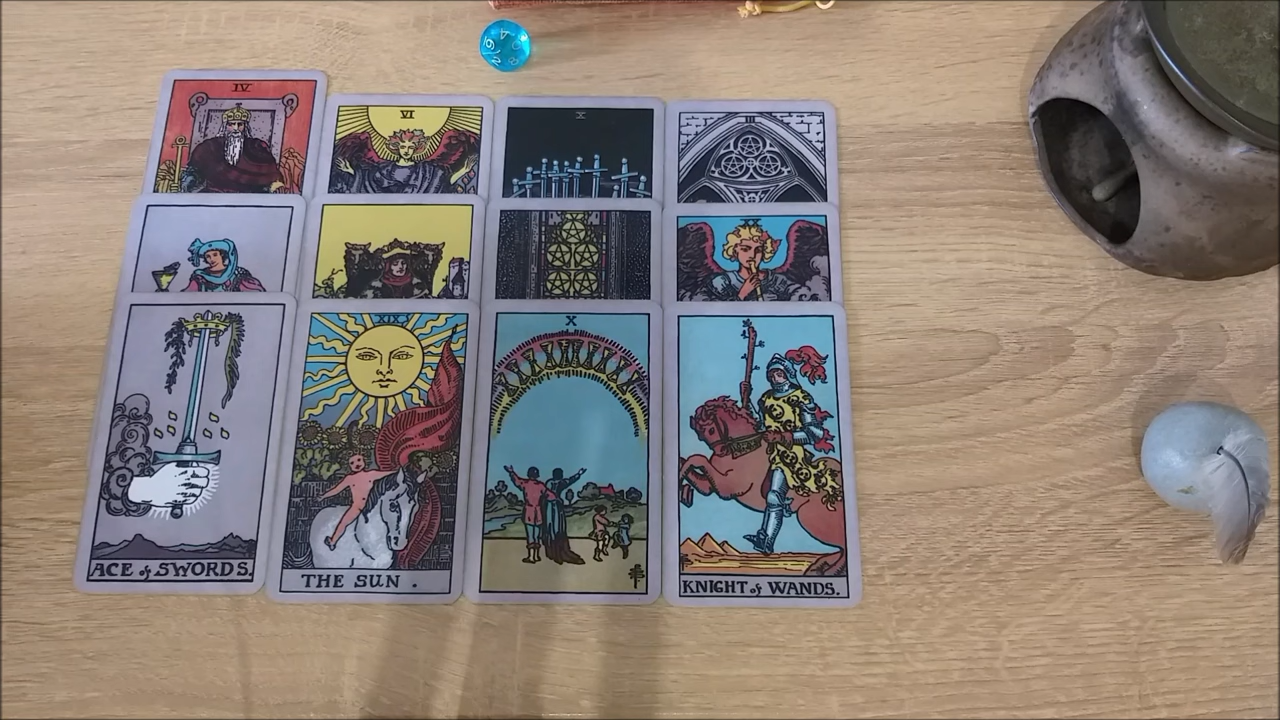 IV
VI
X
X
XIX
X
ACE of SWORDS.
THE SUN .
KNIGHT of WANDS.